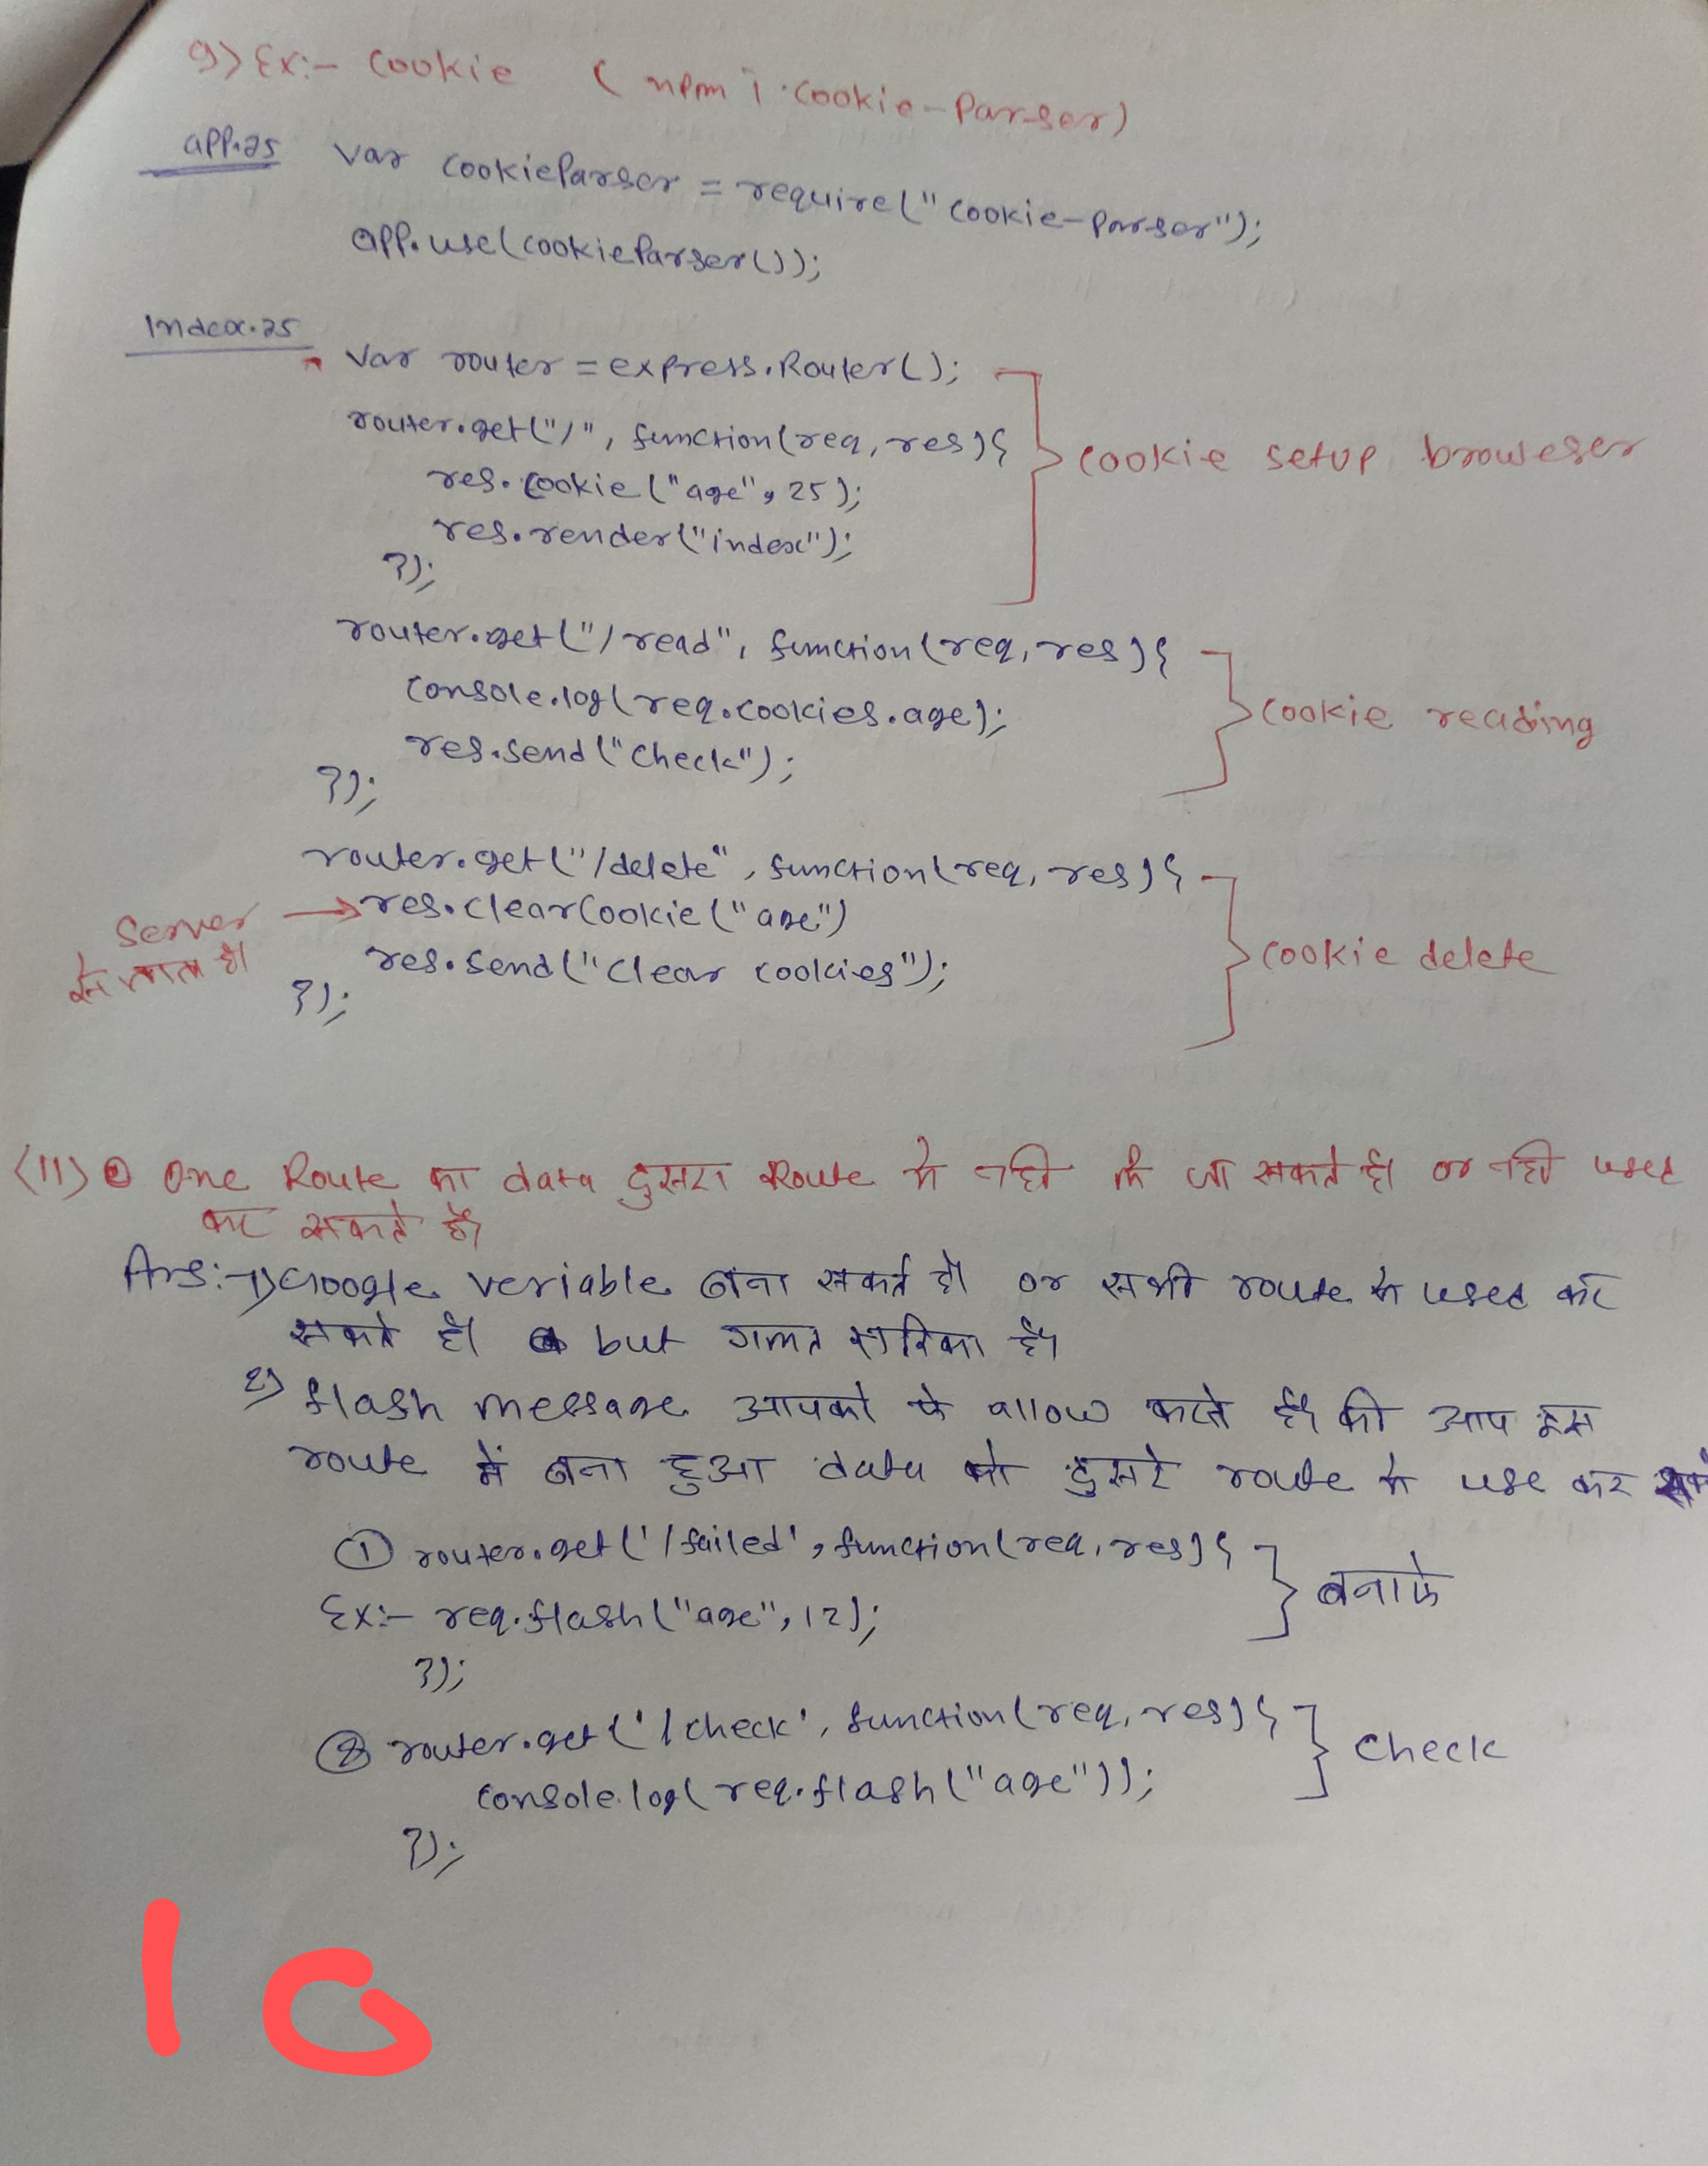 9) Ex:- Cookie ( npm i cookie-parser)
app.js var cookieParser = require("cookie-parser");
app.use(cookieParser());
Index.js
var router = express.Router();
router.get("/", function(req, res){
cookie setup broweser
res.cookie("age", 25);
res.render("index");
});
router.get("/read", function(req, res){
console.log(req.cookies.age);
cookie reading
res.send("Check");
});
router.get("/delete", function(req, res){
Server → res.clearCookie("age")
से
है।
res.send("Clear cookies");
cookie delete
});
(11) One Route का data दुसरा Route मे नही ले जा सकते है। or नही used
कर सकते है।
Ans:- 1) Google veriable बना सकते है। or सभी route मे used कर
सकते है। but गलत तरिका है।
2) flash message आपको ये allow करते है। की आप इस
route में बना हुआ data को दुसरे route मे use कर सके
① router.get('/failed', function(req, res){
बनाके
Ex:- req.flash("age", 12);
});
② router.get('/check', function(req, res){
Check
console.log(req.flash("age"));
});
10